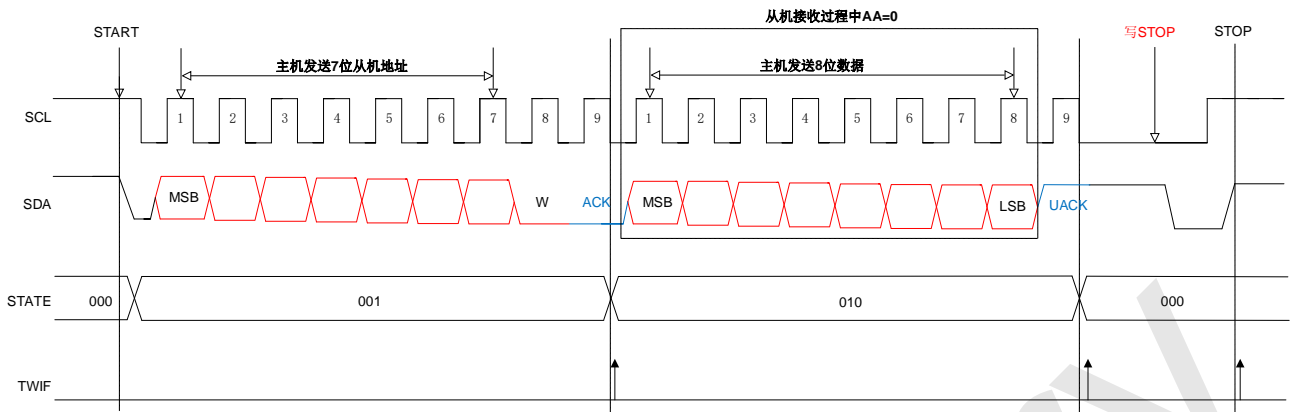 从机接收过程中AA=0
START 写STOP STOP
主机发送7位从机地址 主机发送8位数据
SCL 1 2 3 4 5 6 7 8 9 1 2 3 4 5 6 7 8 9
SDA MSB W ACK MSB LSB UACK
STATE 000 001 010 000
TWIF